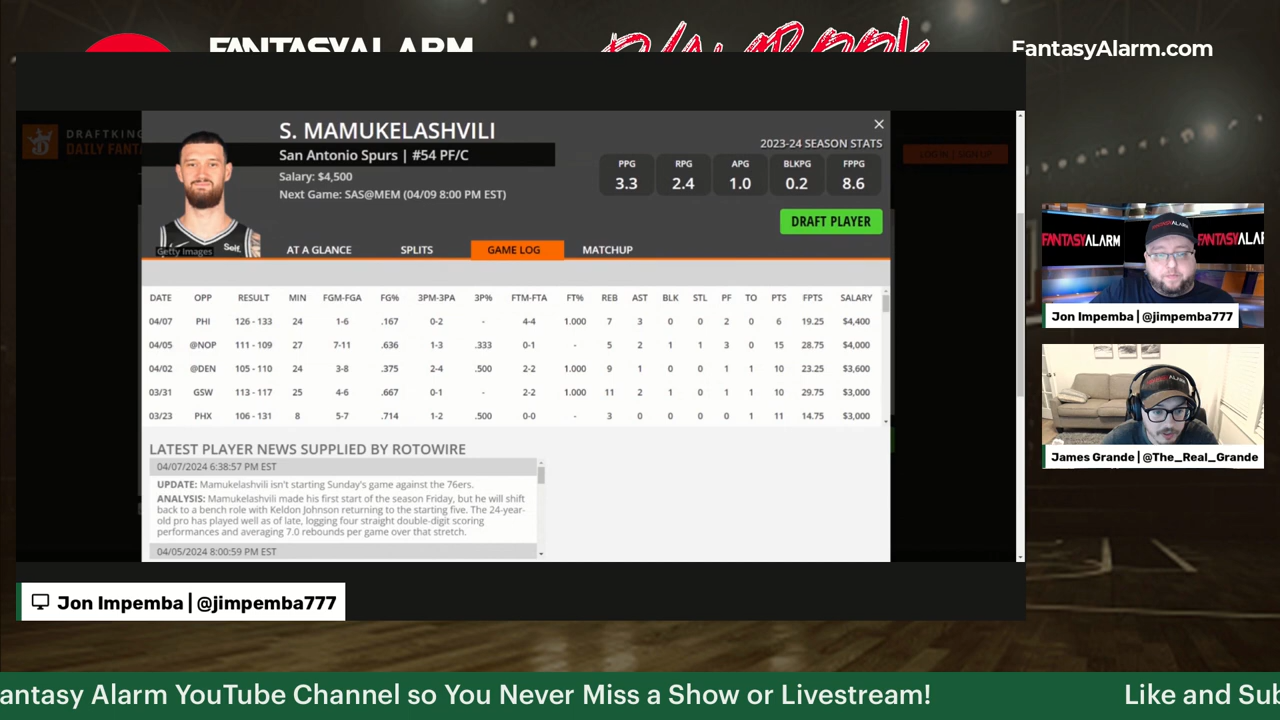 FANTASYALARM
PLAYBOOK
FantasyAlarm.com
DRAFTKIN
DAILY FANT
LOG IN | SIGN UP
S. MAMUKELASHVILI
San Antonio Spurs | #54 PF/C
Salary: $4,500
Next Game: SAS@MEM (04/09 8:00 PM EST)
2023-24 SEASON STATS
PPG RPG APG BLKPG FPPG
3.3 2.4 1.0 0.2 8.6
DRAFT PLAYER
Self.
Getty Images
AT A GLANCE SPLITS GAME LOG MATCHUP
DATE OPP RESULT MIN FGM-FGA FG% 3PM-3PA 3P% FTM-FTA FT% REB AST BLK STL PF TO PTS FPTS SALARY
04/07 PHI 126 - 133 24 1-6 .167 0-2 - 4-4 1.000 7 3 0 0 2 0 6 19.25 $4,400
04/05 @NOP 111 - 109 27 7-11 .636 1-3 .333 0-1 - 5 2 1 1 3 0 15 28.75 $4,000
04/02 @DEN 105 - 110 24 3-8 .375 2-4 .500 2-2 1.000 9 1 0 0 1 1 10 23.25 $3,600
03/31 GSW 113 - 117 25 4-6 .667 0-1 - 2-2 1.000 11 2 1 0 1 1 10 29.75 $3,000
03/23 PHX 106 - 131 8 5-7 .714 1-2 .500 0-0 - 3 0 0 0 0 1 11 14.75 $3,000
LATEST PLAYER NEWS SUPPLIED BY ROTOWIRE
04/07/2024 6:38:57 PM EST
UPDATE: Mamukelashvili isn't starting Sunday's game against the 76ers.
ANALYSIS: Mamukelashvili made his first start of the season Friday, but he will shift
back to a bench role with Keldon Johnson returning to the starting five. The 24-year-
old pro has played well as of late, logging four straight double-digit scoring
performances and averaging 7.0 rebounds per game over that stretch.
04/05/2024 8:00:59 PM EST
FANTASYALARM
FANTASYALAR
Jon Impemba | @jimpemba777
James Grande | @The_Real_Grande
Jon Impemba | @jimpemba777
antasy Alarm YouTube Channel so You Never Miss a Show or Livestream! Like and Sub